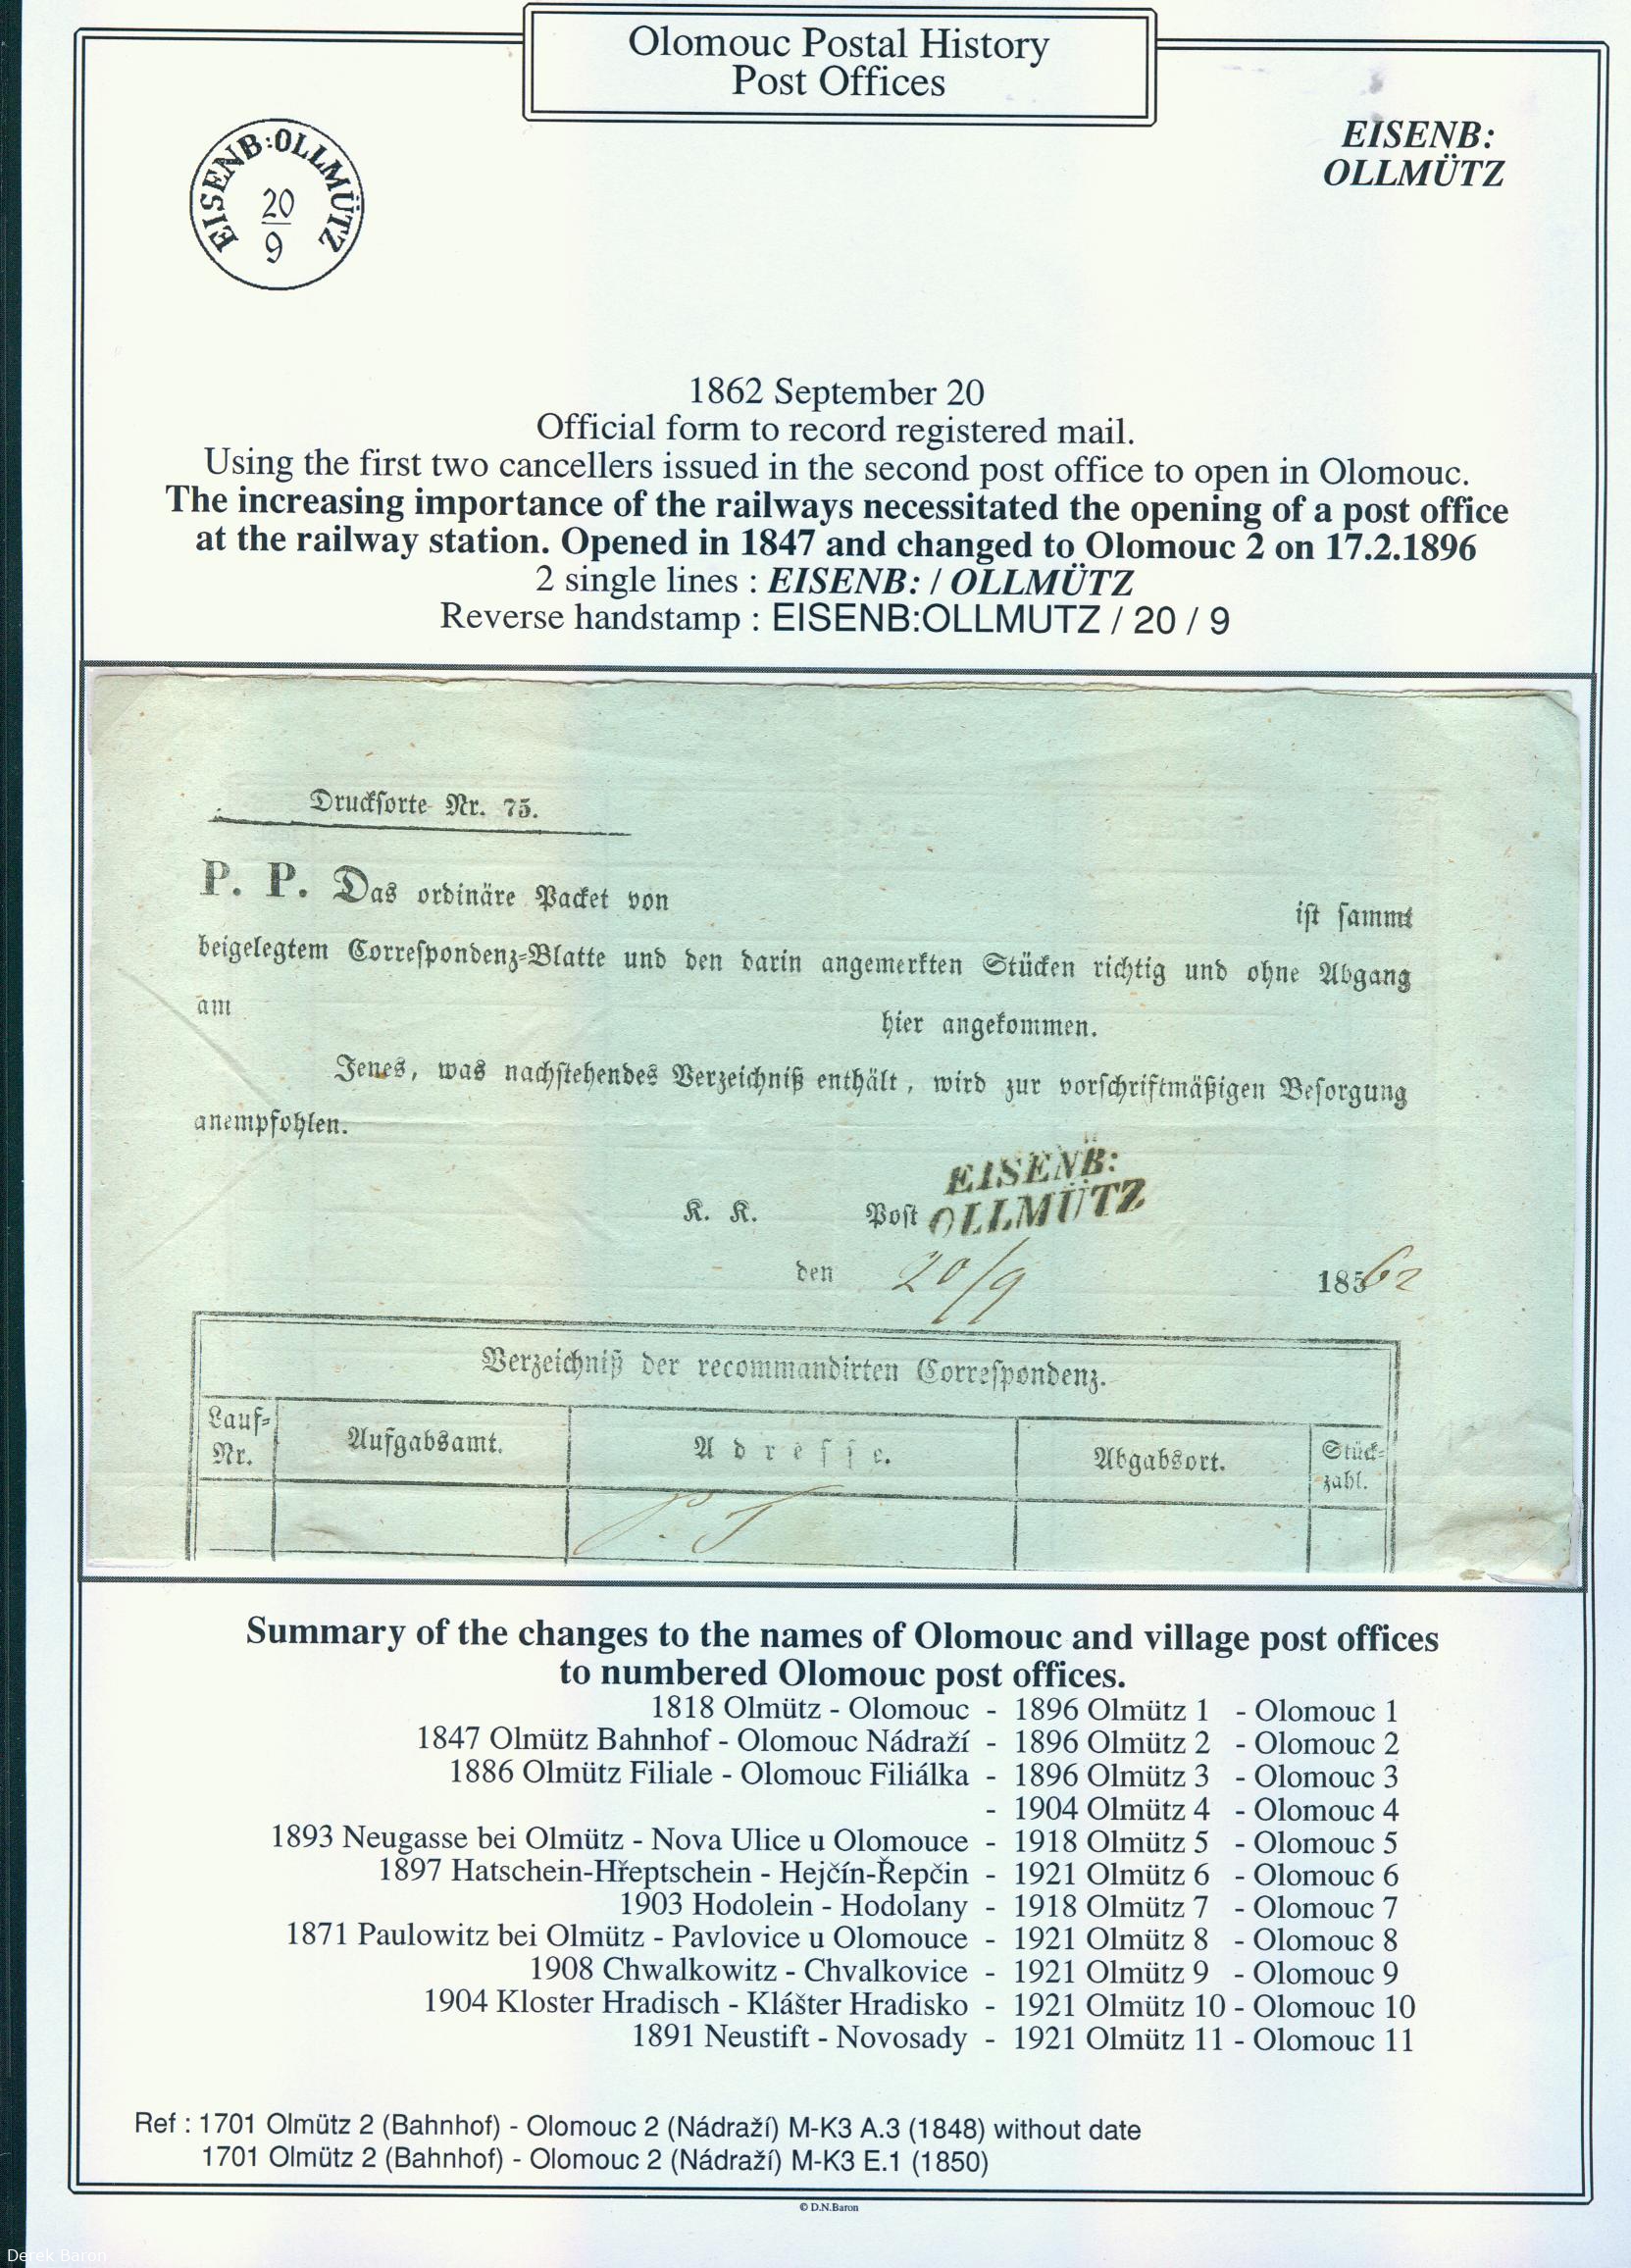 Olomouc Postal History
Post Offices
EISENB:OLLMÜTZ
20
9
EISENB:
OLLMÜTZ
1862 September 20
Official form to record registered mail.
Using the first two cancellers issued in the second post office to open in Olomouc.
The increasing importance of the railways necessitated the opening of a post office
at the railway station. Opened in 1847 and changed to Olomouc 2 on 17.2.1896
2 single lines : EISENB: / OLLMÜTZ
Reverse handstamp : EISENB:OLLMUTZ / 20 / 9
Druckſorte Nr. 75.
P. P. Das ordinäre Packet von ist ſammt
beigelegtem Correſpondenz-Blatte und den darin angemerkten Stücken richtig und ohne Abgang
am hier angekommen.
Jenes, was nachſtehendes Verzeichniß enthält, wird zur vorſchriftmäßigen Beſorgung
anempfohlen.
K. K. Poſt EISENB:
OLLMÜTZ
den 20/9 18562
Verzeichniß der recommandirten Correſpondenz.
Lauf-Nr. Aufgabsamt. Adreſſe. Abgabsort. Stück-zahl.
P. T
Summary of the changes to the names of Olomouc and village post offices
to numbered Olomouc post offices.
1818 Olmütz - Olomouc - 1896 Olmütz 1 - Olomouc 1
1847 Olmütz Bahnhof - Olomouc Nádraží - 1896 Olmütz 2 - Olomouc 2
1886 Olmütz Filiale - Olomouc Filiálka - 1896 Olmütz 3 - Olomouc 3
- 1904 Olmütz 4 - Olomouc 4
1893 Neugasse bei Olmütz - Nova Ulice u Olomouce - 1918 Olmütz 5 - Olomouc 5
1897 Hatschein-Hřeptschein - Hejčín-Řepčin - 1921 Olmütz 6 - Olomouc 6
1903 Hodolein - Hodolany - 1918 Olmütz 7 - Olomouc 7
1871 Paulowitz bei Olmütz - Pavlovice u Olomouce - 1921 Olmütz 8 - Olomouc 8
1908 Chwalkowitz - Chvalkovice - 1921 Olmütz 9 - Olomouc 9
1904 Kloster Hradisch - Klášter Hradisko - 1921 Olmütz 10 - Olomouc 10
1891 Neustift - Novosady - 1921 Olmütz 11 - Olomouc 11
Ref : 1701 Olmütz 2 (Bahnhof) - Olomouc 2 (Nádraží) M-K3 A.3 (1848) without date
1701 Olmütz 2 (Bahnhof) - Olomouc 2 (Nádraží) M-K3 E.1 (1850)
© D.N.Baron
Derek Baron